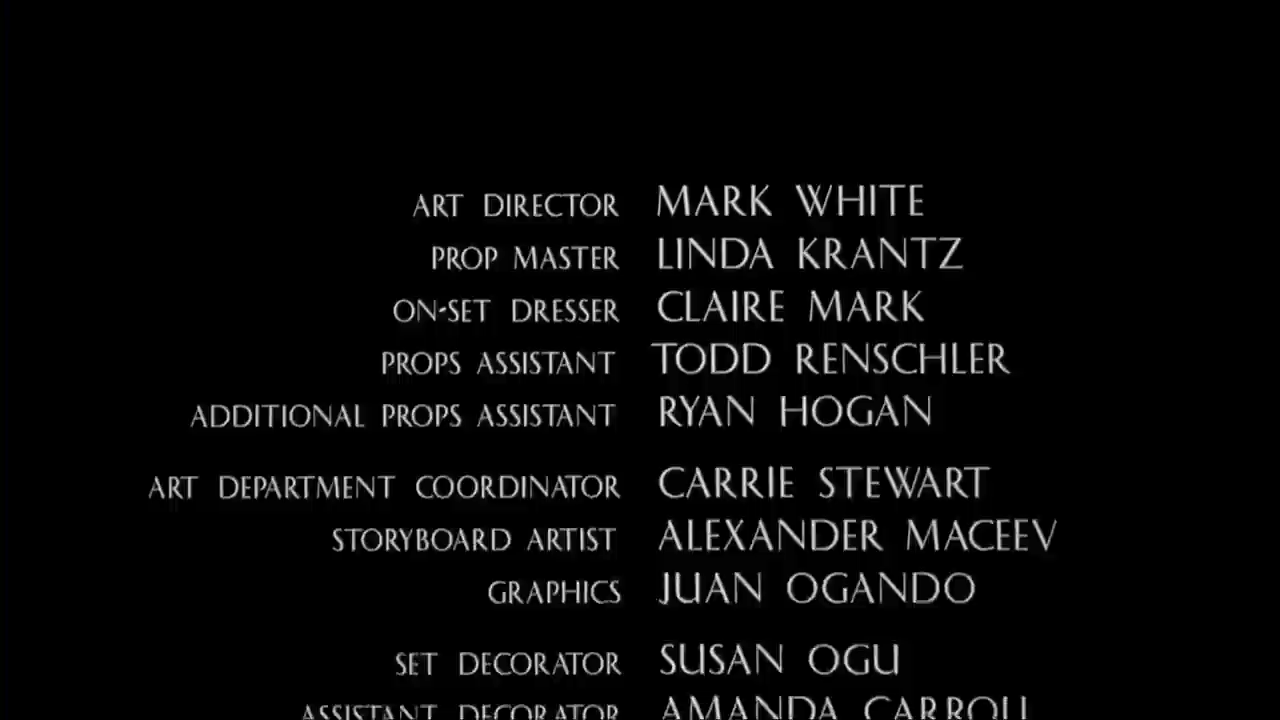 ART DIRECTOR MARK WHITE
PROP MASTER LINDA KRANTZ
ON-SET DRESSER CLAIRE MARK
PROPS ASSISTANT TODD RENSCHLER
ADDITIONAL PROPS ASSISTANT RYAN HOGAN
ART DEPARTMENT COORDINATOR CARRIE STEWART
STORYBOARD ARTIST ALEXANDER MACEEV
GRAPHICS JUAN OGANDO
SET DECORATOR SUSAN OGU
ASSISTANT DECORATOR AMANDA CARROLL